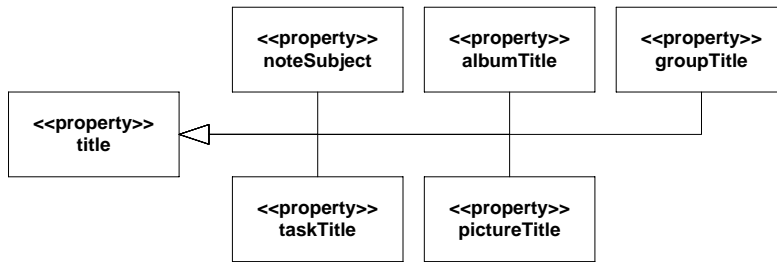 <<property>>
noteSubject
<<property>>
albumTitle
<<property>>
groupTitle
<<property>>
title
<<property>>
taskTitle
<<property>>
pictureTitle